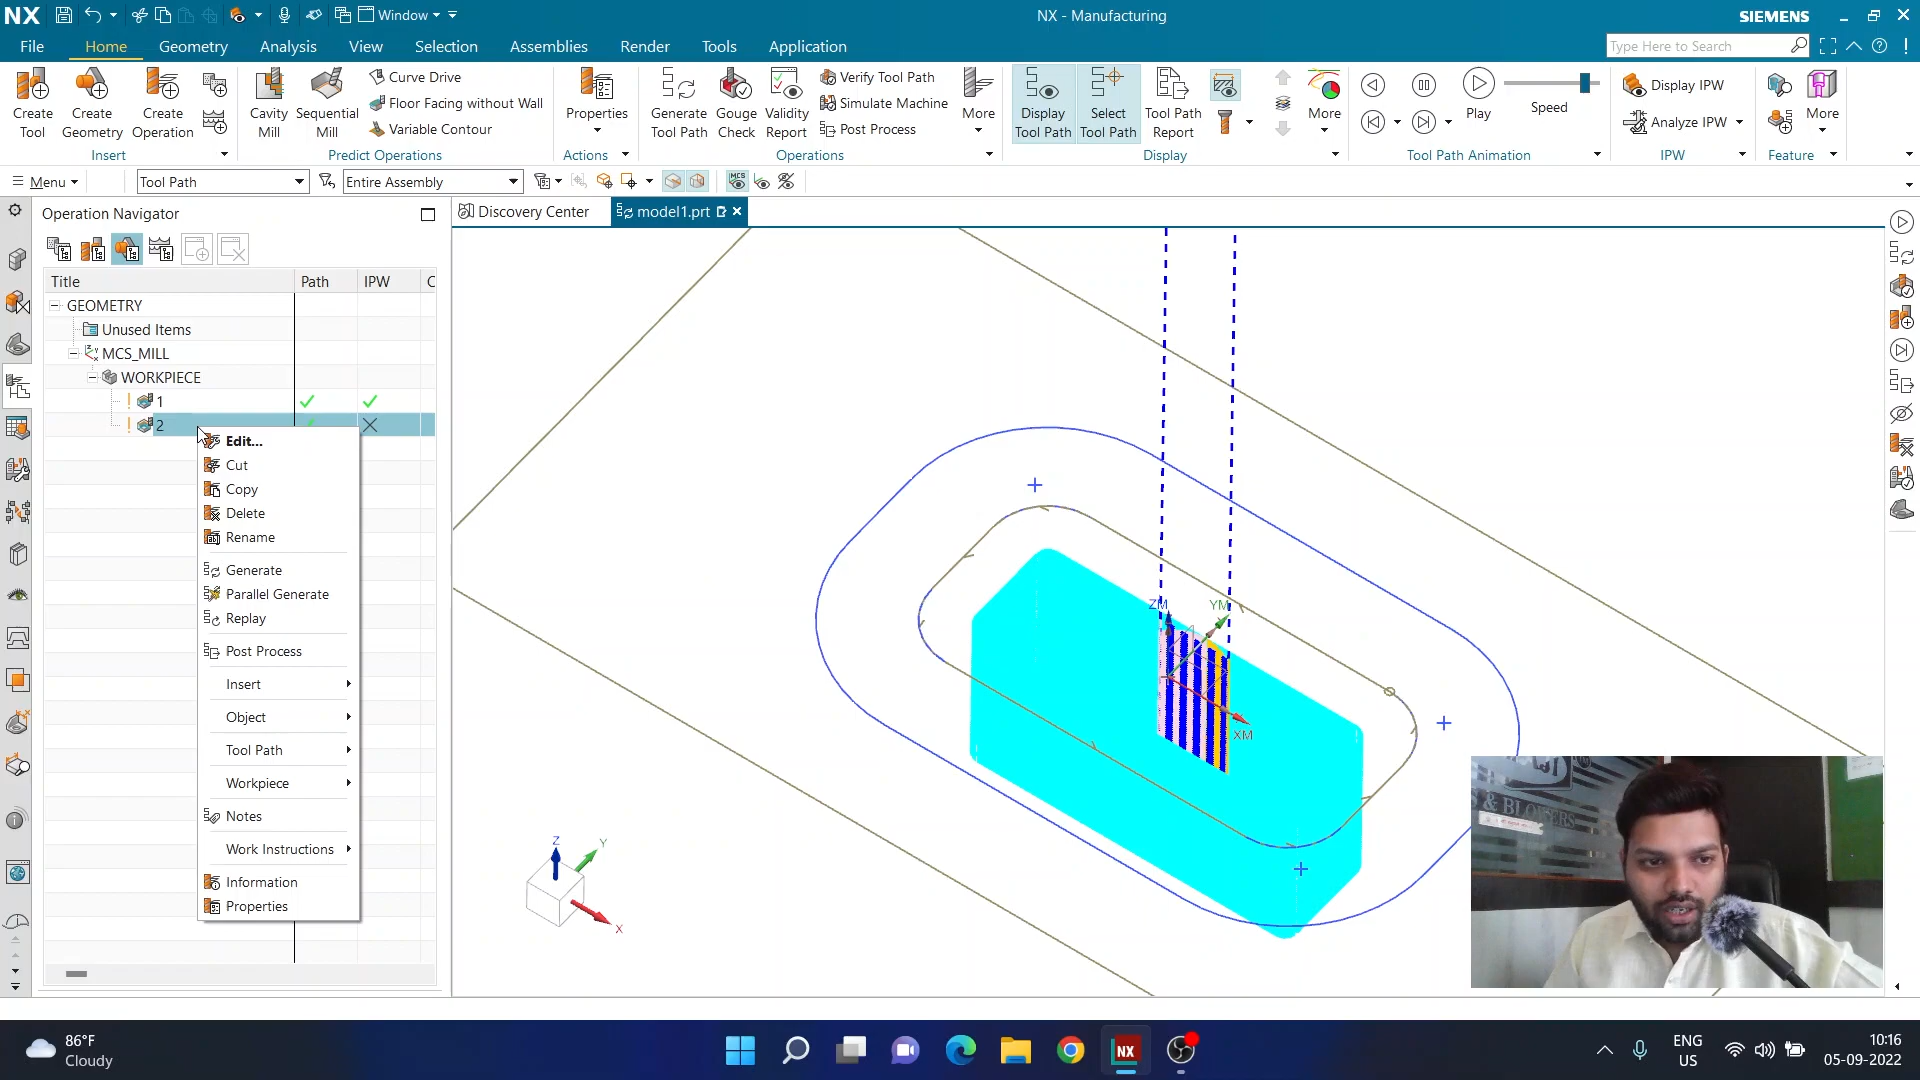 NX
Window
NX - Manufacturing
SIEMENS
File
Home
Geometry
Analysis
View
Selection
Assemblies
Render
Tools
Application
Type Here to Search
Create Tool
Create Geometry
Create Operation
Insert
Cavity Mill
Sequential Mill
Curve Drive
Floor Facing without Wall
Variable Contour
Predict Operations
Properties
Actions
Generate Tool Path
Gouge Check
Validity Report
Verify Tool Path
Simulate Machine
Post Process
More
Operations
Display Tool Path
Select Tool Path
Tool Path Report
More
Display
Play
Speed
Tool Path Animation
Display IPW
Analyze IPW
IPW
More
Feature
Menu
Tool Path
Entire Assembly
MCS
Operation Navigator
Discovery Center
model1.prt
Title
Path
IPW
C
GEOMETRY
Unused Items
MCS_MILL
WORKPIECE
1
2
Edit...
Cut
Copy
Delete
Rename
Generate
Parallel Generate
Replay
Post Process
Insert
Object
Tool Path
Workpiece
Notes
Work Instructions
Information
Properties
ZM
YM
XM
Z
Y
X
& BLOISERS
86°F
Cloudy
NX
ENG
US
10:16
05-09-2022